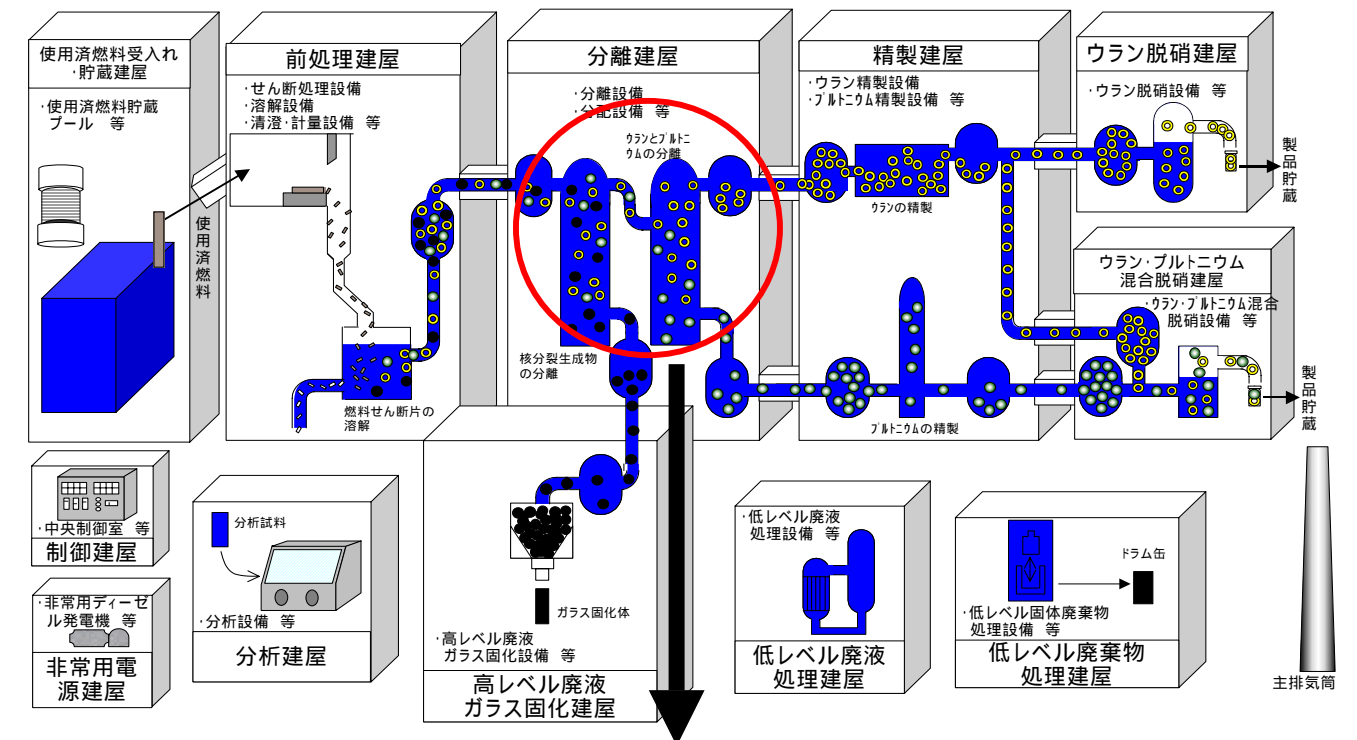 使用済燃料受入れ
・貯蔵建屋
・使用済燃料貯蔵
プール 等
使用済燃料
前処理建屋
・せん断処理設備
・溶解設備
・清澄・計量設備 等
燃料せん断片の
溶解
分離建屋
・分離設備
・分配設備 等
ウランとプルトニ
ウムの分離
核分裂生成物
の分離
精製建屋
・ウラン精製設備
・プルトニウム精製設備 等
ウランの精製
プルトニウムの精製
ウラン脱硝建屋
・ウラン脱硝設備 等
製品貯蔵
ウラン・プルトニウム
混合脱硝建屋
・ウラン・プルトニウム混合
脱硝設備 等
製品貯蔵
・中央制御室 等
制御建屋
・非常用ディーゼ
ル発電機 等
非常用電
源建屋
分析試料
・分析設備 等
分析建屋
ガラス固化体
・高レベル廃液
ガラス固化設備 等
高レベル廃液
ガラス固化建屋
・低レベル廃液
処理設備 等
低レベル廃液
処理建屋
ドラム缶
・低レベル固体廃棄物
処理設備 等
低レベル廃棄物
処理建屋
主排気筒